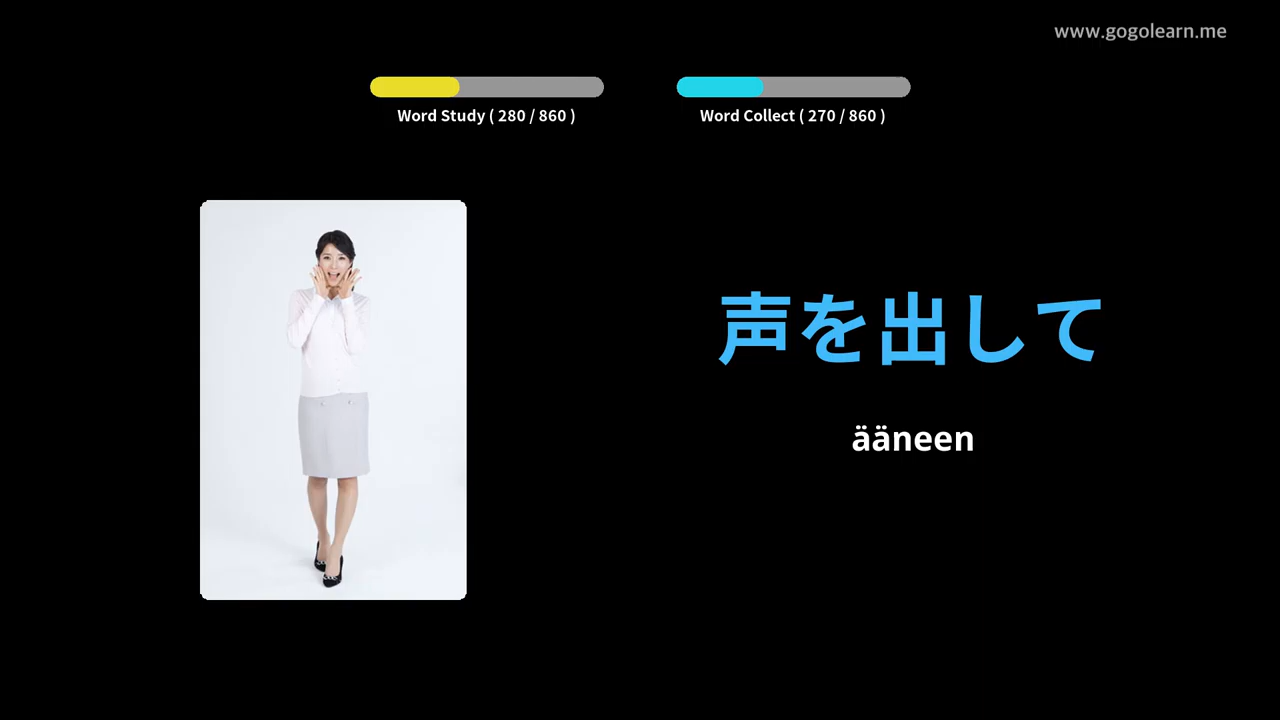 www.gogolearn.me
Word Study ( 280 / 860 )
Word Collect ( 270 / 860 )
声を出して
ääneen